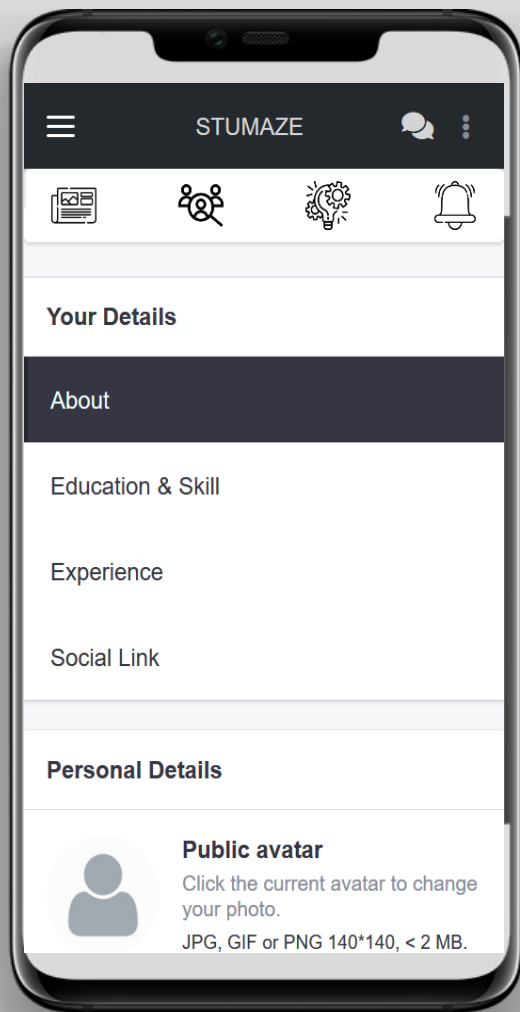 STUMAZE
Your Details
About
Education & Skill
Experience
Social Link
Personal Details
Public avatar
Click the current avatar to change
your photo.
JPG, GIF or PNG 140*140, < 2 MB.